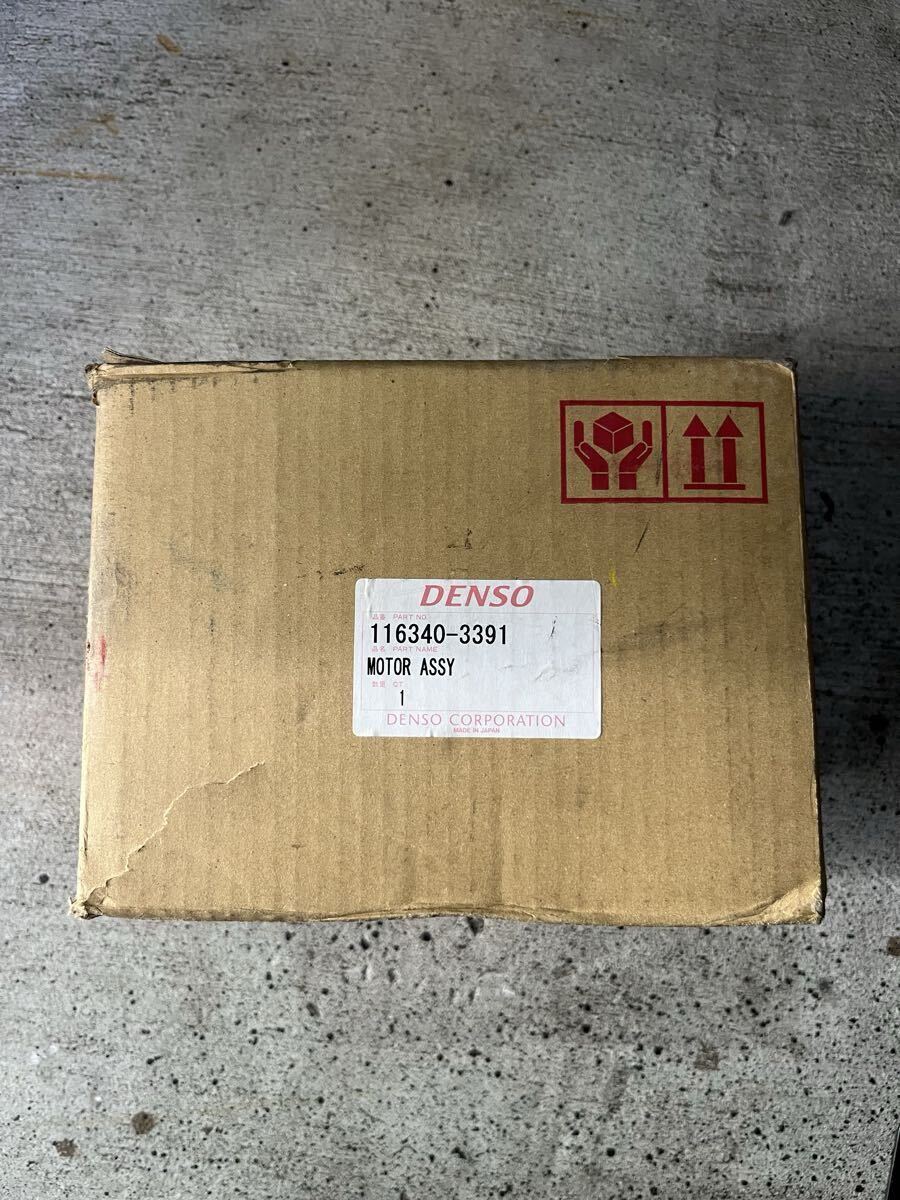 DENSO
品番 PART NO.
116340-3391
品名 PART NAME
MOTOR ASSY
数量 QT
1
DENSO CORPORATION
MADE IN JAPAN